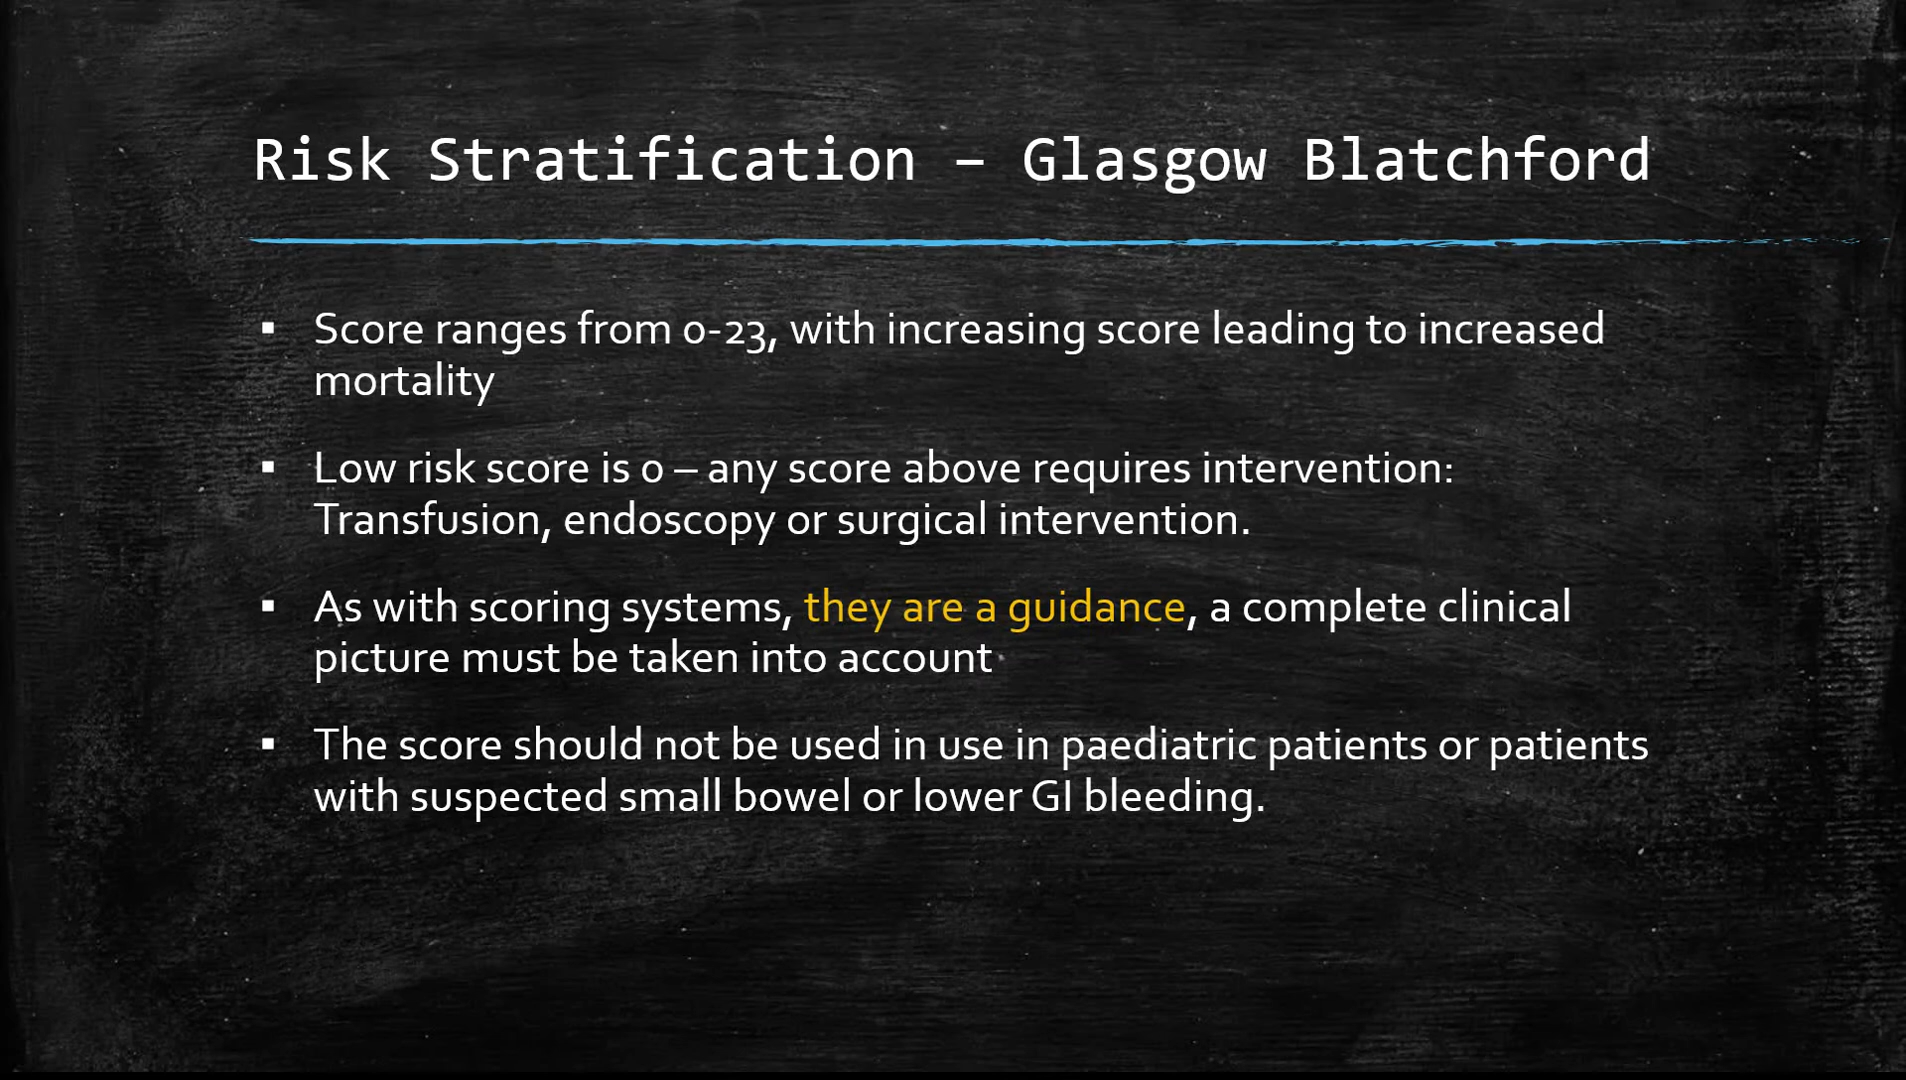 Risk Stratification – Glasgow Blatchford
▪ Score ranges from 0-23, with increasing score leading to increased
mortality
▪ Low risk score is 0 – any score above requires intervention:
Transfusion, endoscopy or surgical intervention.
▪ As with scoring systems, they are a guidance, a complete clinical
picture must be taken into account
▪ The score should not be used in use in paediatric patients or patients
with suspected small bowel or lower GI bleeding.